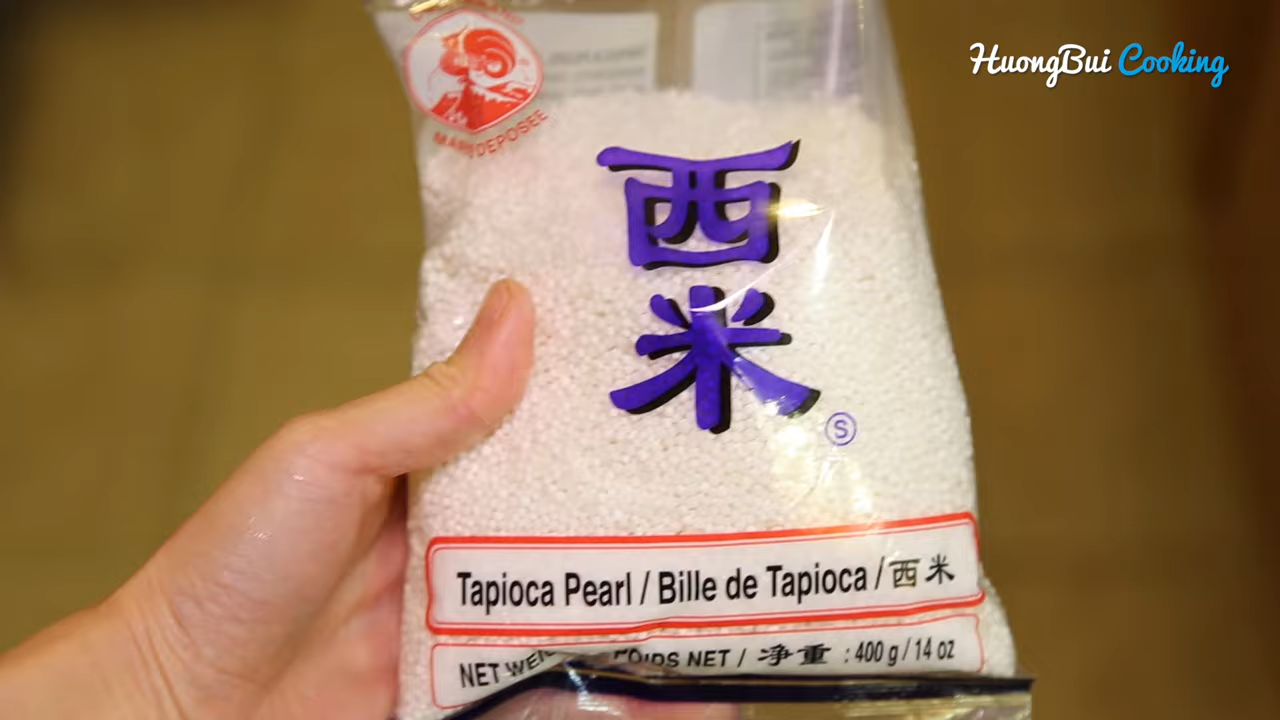 HuongBui Cooking
MARQUE DEPOSEE
西
米
S
Tapioca Pearl / Bille de Tapioca / 西米
NET POIDS NET / 净重 : 400 g / 14 oz